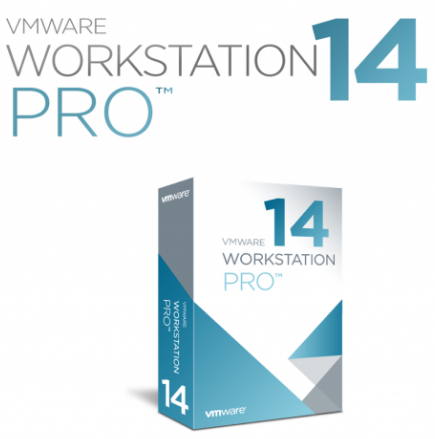 VMWARE
WORKSTATION 14
PRO™
vmware
VMWARE
WORKSTATION
PRO™
14
14
VMWARE
WORKSTATION
PRO™
vmware